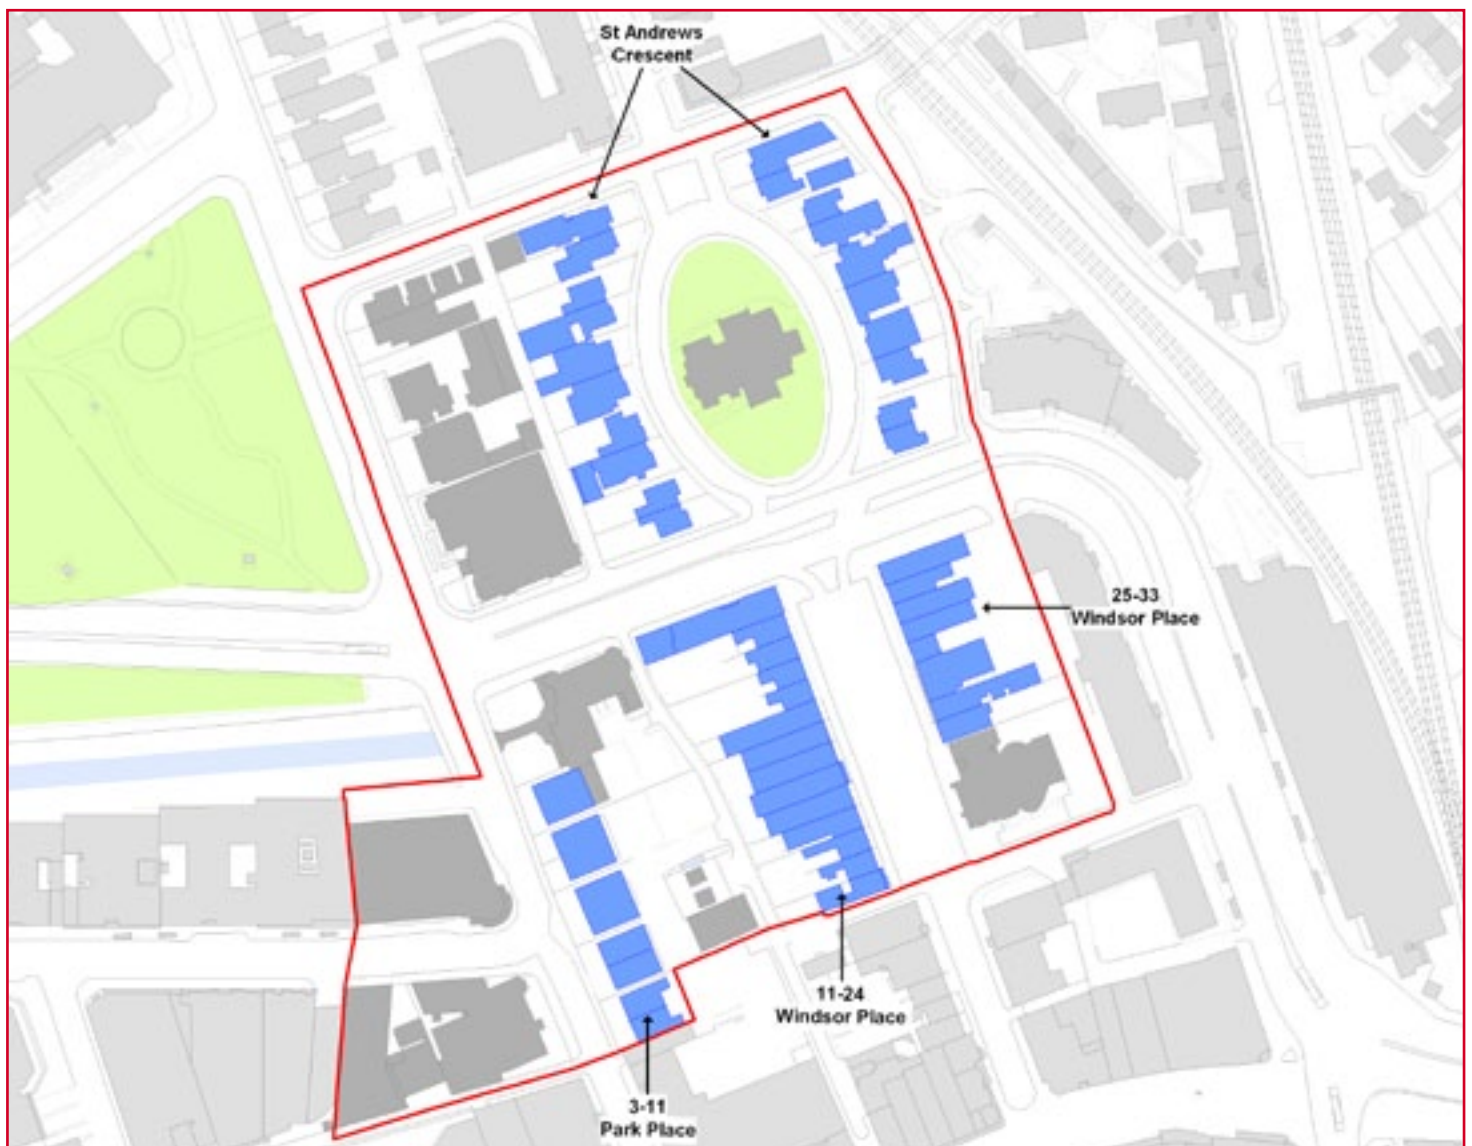 St Andrews
Crescent
25-33
Windsor Place
11-24
Windsor Place
3-11
Park Place